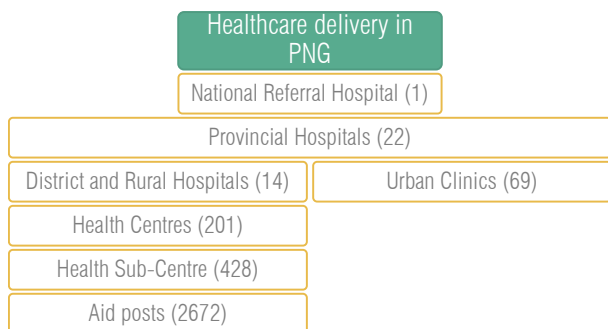 Healthcare delivery in
PNG
National Referral Hospital (1)
Provincial Hospitals (22)
District and Rural Hospitals (14)
Urban Clinics (69)
Health Centres (201)
Health Sub-Centre (428)
Aid posts (2672)